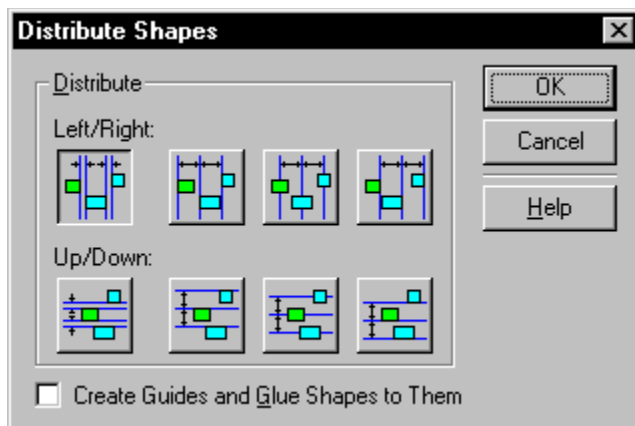 Distribute Shapes
Distribute
Left/Right:
Up/Down:
Create Guides and Glue Shapes to Them
OK
Cancel
Help